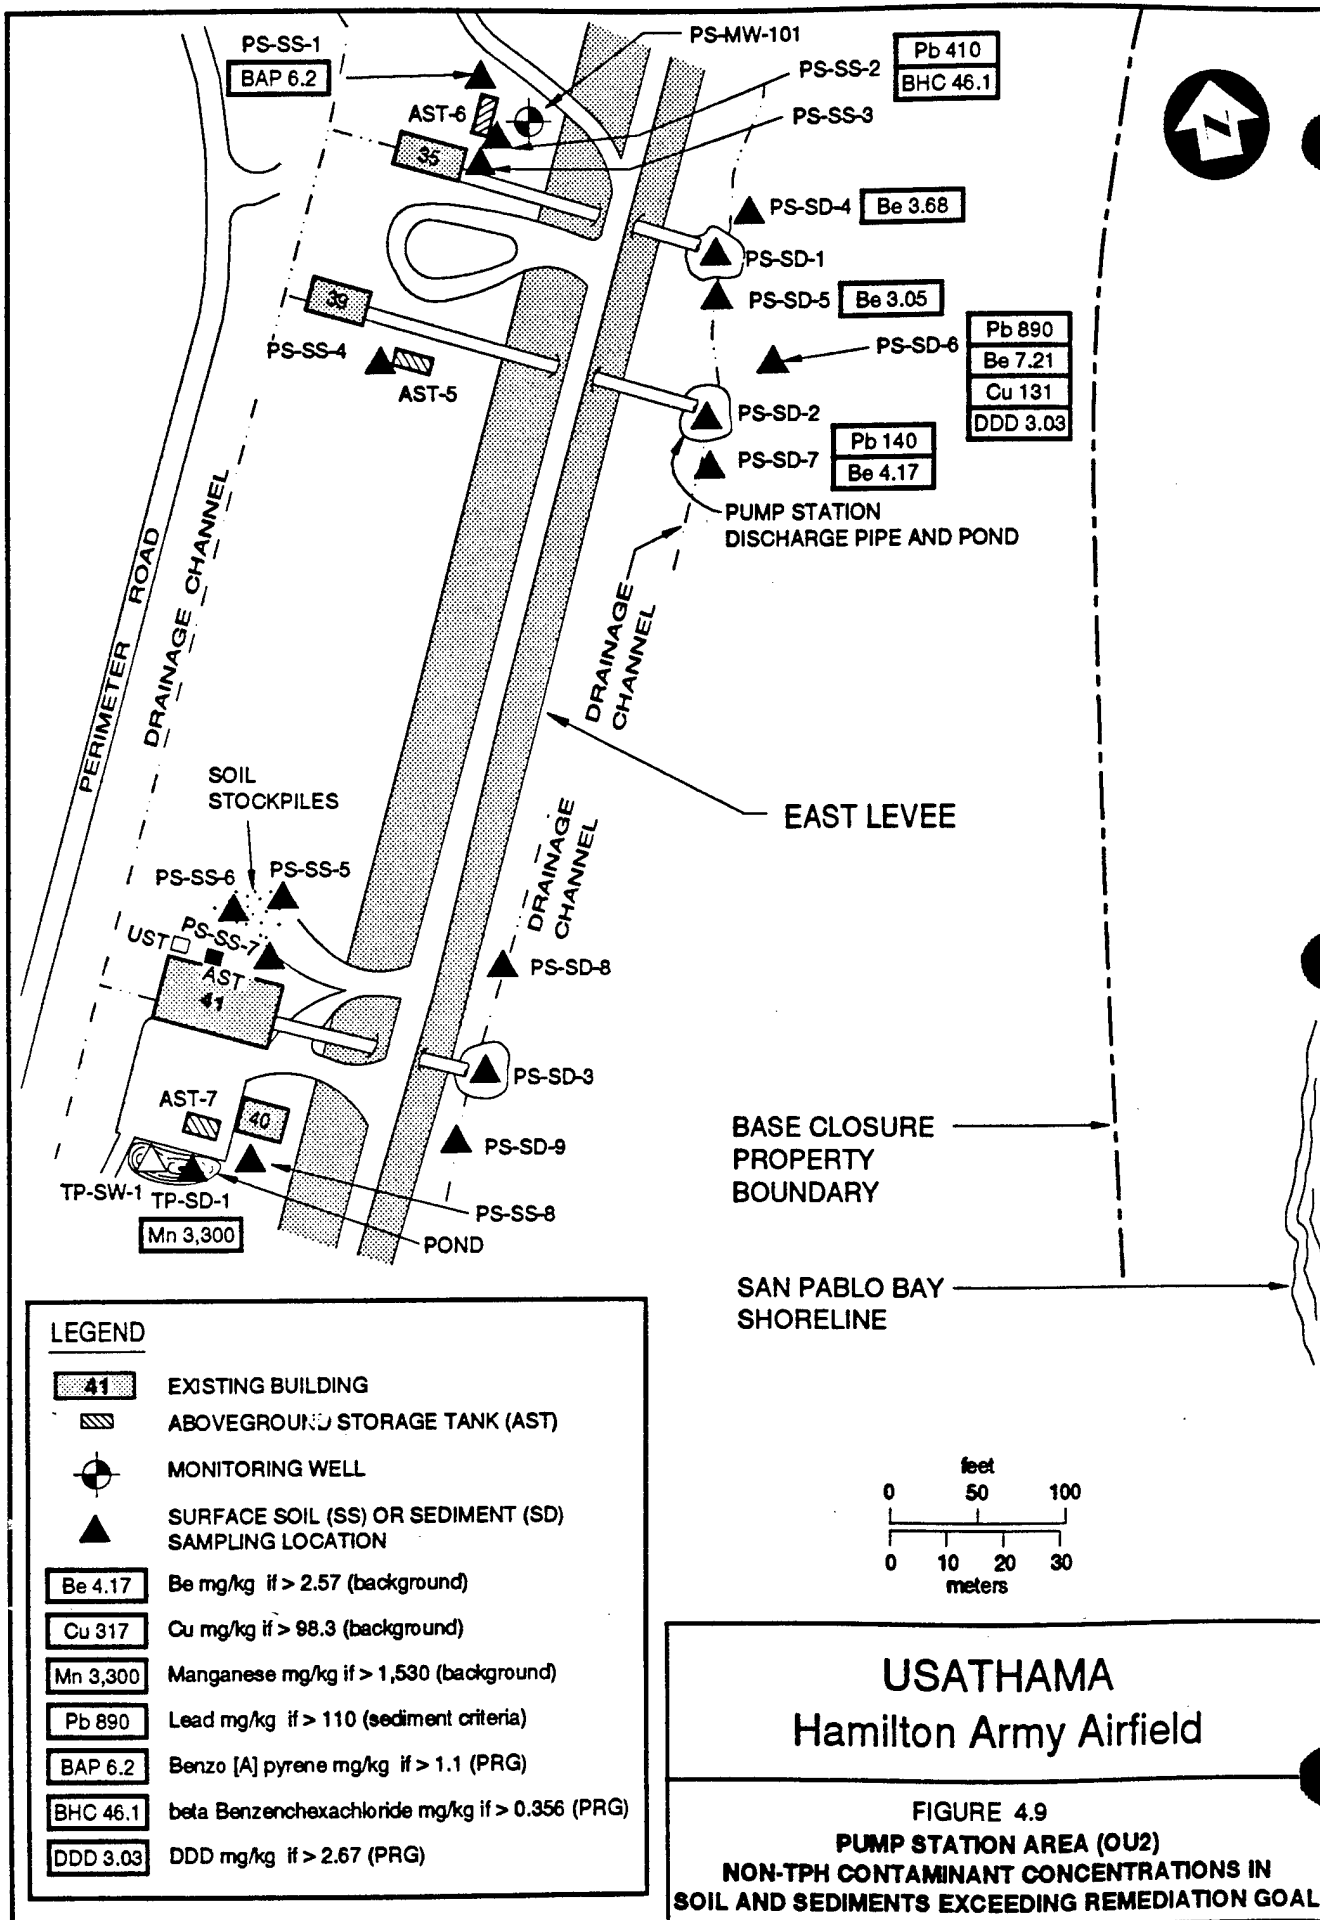 PS-SS-1
BAP 6.2
PS-MW-101
PS-SS-2
Pb 410
BHC 46.1
PS-SS-3
AST-6
35
N
PS-SD-4
Be 3.68
PS-SD-1
PS-SD-5
Be 3.05
39
PS-SS-4
AST-5
PS-SD-6
Pb 890
Be 7.21
Cu 131
DDD 3.03
PS-SD-2
PS-SD-7
Pb 140
Be 4.17
PUMP STATION
DISCHARGE PIPE AND POND
PERIMETER ROAD
DRAINAGE CHANNEL
DRAINAGE
CHANNEL
EAST LEVEE
SOIL
STOCKPILES
DRAINAGE
CHANNEL
PS-SS-6
PS-SS-5
UST
PS-SS-7
AST
41
PS-SD-8
PS-SD-3
AST-7
40
PS-SD-9
TP-SW-1
TP-SD-1
Mn 3,300
PS-SS-8
POND
BASE CLOSURE
PROPERTY
BOUNDARY
SAN PABLO BAY
SHORELINE
LEGEND
41
EXISTING BUILDING
ABOVEGROUND STORAGE TANK (AST)
MONITORING WELL
SURFACE SOIL (SS) OR SEDIMENT (SD)
SAMPLING LOCATION
Be 4.17 Be mg/kg if > 2.57 (background)
Cu 317 Cu mg/kg if > 98.3 (background)
Mn 3,300 Manganese mg/kg if > 1,530 (background)
Pb 890 Lead mg/kg if > 110 (sediment criteria)
BAP 6.2 Benzo [A] pyrene mg/kg if > 1.1 (PRG)
BHC 46.1 beta Benzenchexachloride mg/kg if > 0.356 (PRG)
DDD 3.03 DDD mg/kg if > 2.67 (PRG)
feet
0 50 100
0 10 20 30
meters
USATHAMA
Hamilton Army Airfield
FIGURE 4.9
PUMP STATION AREA (OU2)
NON-TPH CONTAMINANT CONCENTRATIONS IN
SOIL AND SEDIMENTS EXCEEDING REMEDIATION GOAL